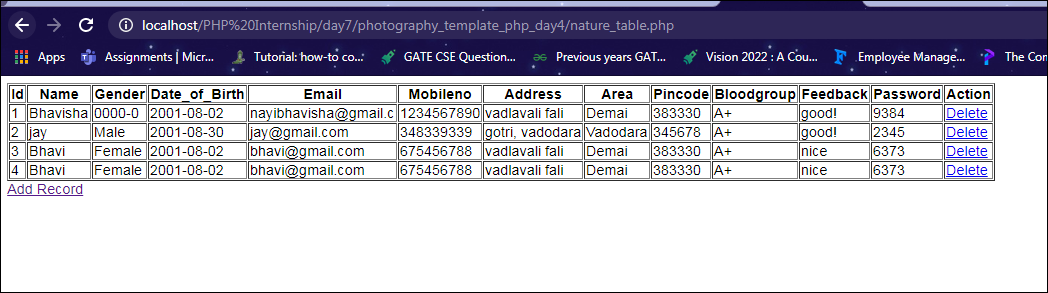 localhost/PHP%20Internship/day7/photography_template_php_day4/nature_table.php
Apps Assignments | Micr... Tutorial: how-to co... GATE CSE Question... Previous years GAT... Vision 2022 : A Cou... Employee Manage... The Com
Id Name Gender Date_of_Birth Email Mobileno Address Area Pincode Bloodgroup Feedback Password Action
1 Bhavisha 0000-0 2001-08-02 nayibhavisha@gmail.c 1234567890 vadlavali fali Demai 383330 A+ good! 9384 Delete
2 jay Male 2001-08-30 jay@gmail.com 348339339 gotri, vadodara Vadodara 345678 A+ good! 2345 Delete
3 Bhavi Female 2001-08-02 bhavi@gmail.com 675456788 vadlavali fali Demai 383330 A+ nice 6373 Delete
4 Bhavi Female 2001-08-02 bhavi@gmail.com 675456788 vadlavali fali Demai 383330 A+ nice 6373 Delete
Add Record